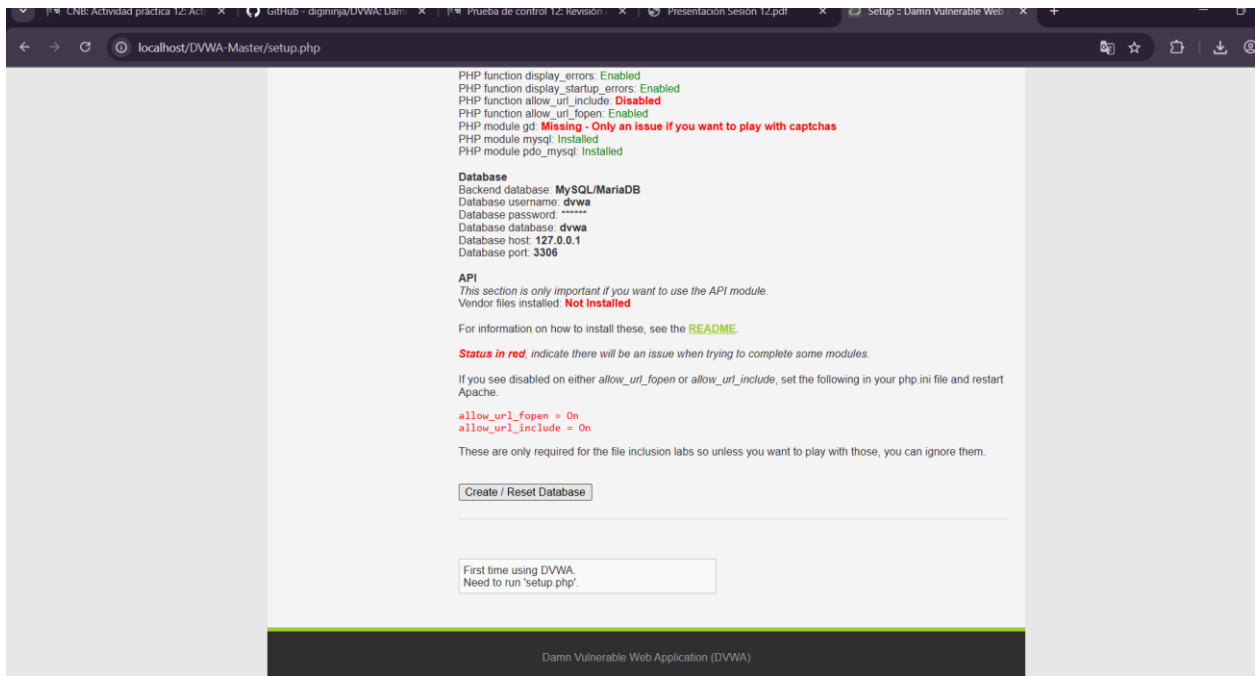 CNB: Actividad práctica 12: Acti
GitHub - digininja/DVWA: Dam
Prueba de control 12: Revisión
Presentación Sesión 12.pdf
Setup :: Damn Vulnerable Web
localhost/DVWA-Master/setup.php
PHP function display_errors: Enabled
PHP function display_startup_errors: Enabled
PHP function allow_url_include: Disabled
PHP function allow_url_fopen: Enabled
PHP module gd: Missing - Only an issue if you want to play with captchas
PHP module mysql: Installed
PHP module pdo_mysql: Installed
Database
Backend database: MySQL/MariaDB
Database username: dvwa
Database password: ******
Database database: dvwa
Database host: 127.0.0.1
Database port: 3306
API
This section is only important if you want to use the API module.
Vendor files installed: Not Installed
For information on how to install these, see the README.
Status in red, indicate there will be an issue when trying to complete some modules.
If you see disabled on either allow_url_fopen or allow_url_include, set the following in your php.ini file and restart
Apache.
allow_url_fopen = On
allow_url_include = On
These are only required for the file inclusion labs so unless you want to play with those, you can ignore them.
Create / Reset Database
First time using DVWA.
Need to run 'setup.php'.
Damn Vulnerable Web Application (DVWA)